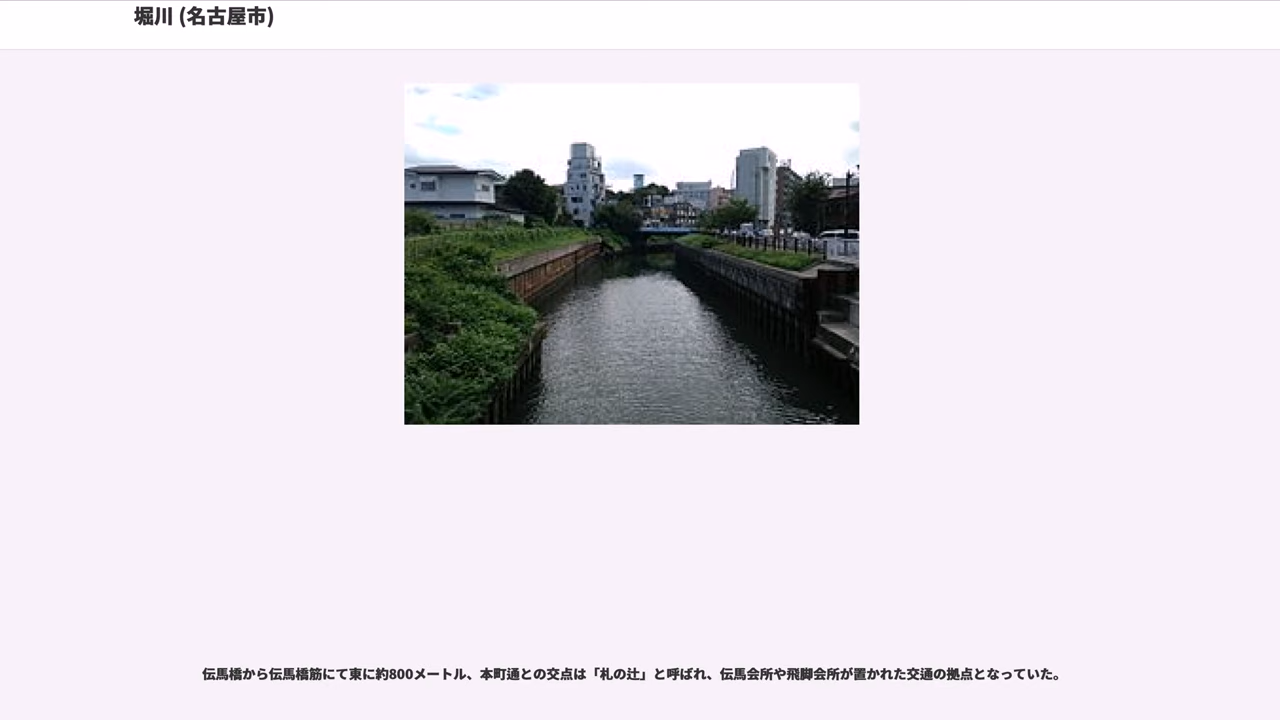 堀川 (名古屋市)
伝馬橋から伝馬橋筋にて東に約800メートル、本町通との交点は「札の辻」と呼ばれ、伝馬会所や飛脚会所が置かれた交通の拠点となっていた。